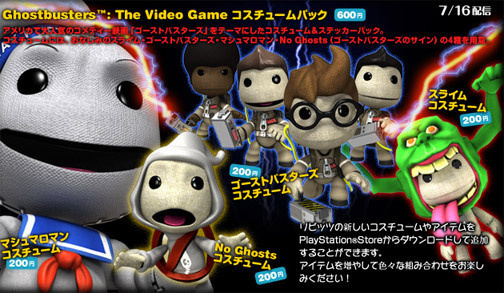 Ghostbusters™: The Video Game コスチュームパック 600円
7/16配信
アメリカで大人気のコメディー映画「ゴーストバスターズ」をテーマにしたコスチューム&ステッカーパック。
コスチュームには、おなじみのスライム・ゴーストバスターズ・マシュマロマン・No Ghosts（ゴーストバスターズのサイン）の4種を用意。
スライム
コスチューム
200円
200円
ゴーストバスターズ
コスチューム
マシュマロマン
コスチューム
200円
No Ghosts
コスチューム
200円
リビッツの新しいコスチュームやアイテムを
PlayStation®Storeからダウンロードして追加
することができます。
アイテムを増やして色々な組み合わせをお楽し
みください！